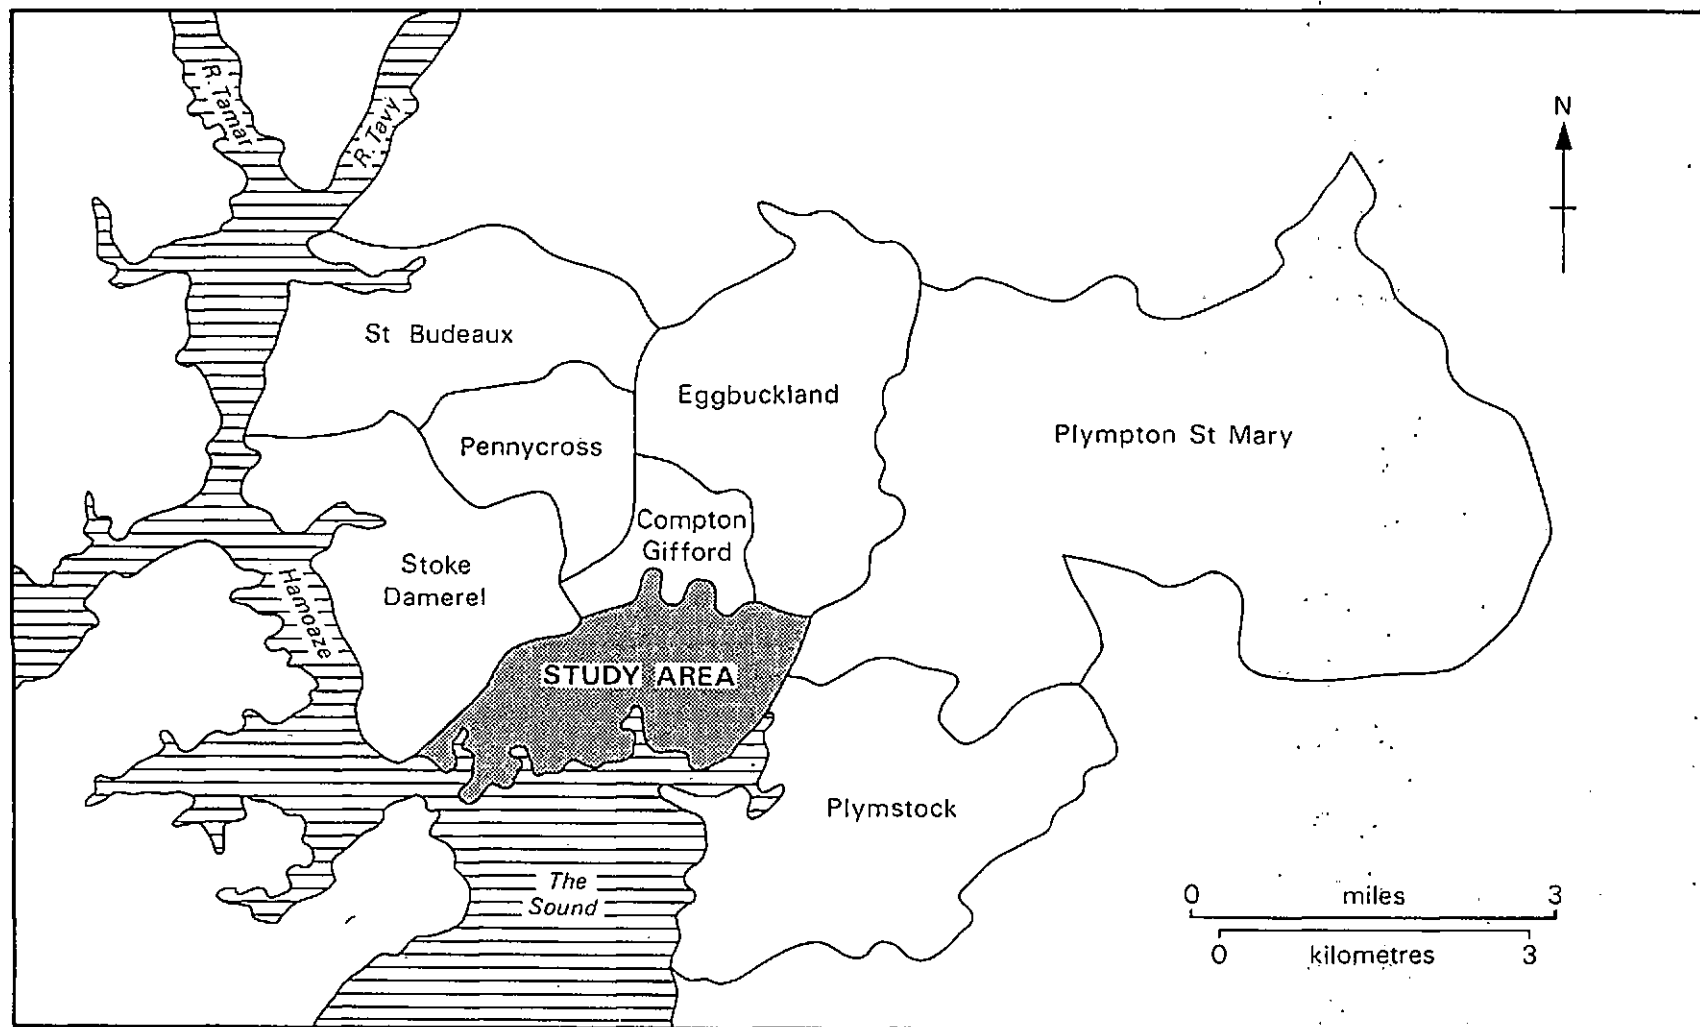 R. Tamar
R. Tavy
N
St Budeaux
Eggbuckland
Pennycross
Plympton St Mary
Compton
Gifford
Stoke
Damerel
Hamoaze
STUDY AREA
Plymstock
The
Sound
0 miles 3
0 kilometres 3